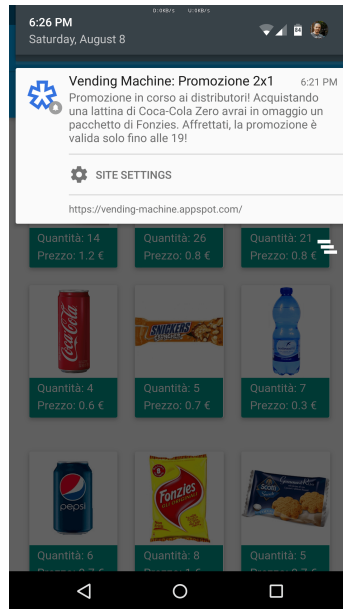 D:0KB/s U:0KB/s
6:26 PM
Saturday, August 8
84
Vending Machine: Promozione 2x1 6:21 PM
Promozione in corso ai distributori! Acquistando
una lattina di Coca-Cola Zero avrai in omaggio un
pacchetto di Fonzies. Affrettati, la promozione è
valida solo fino alle 19!
SITE SETTINGS
https://vending-machine.appspot.com/
Quantità: 14 Quantità: 26 Quantità: 21
Prezzo: 1.2 € Prezzo: 0.8 € Prezzo: 0.8 €
Coca-Cola
SNICKERS
Quantità: 4 Quantità: 5 Quantità: 7
Prezzo: 0.6 € Prezzo: 0.7 € Prezzo: 0.3 €
pepsi
Fonzies
Quantità: 6 Quantità: 8 Quantità: 5